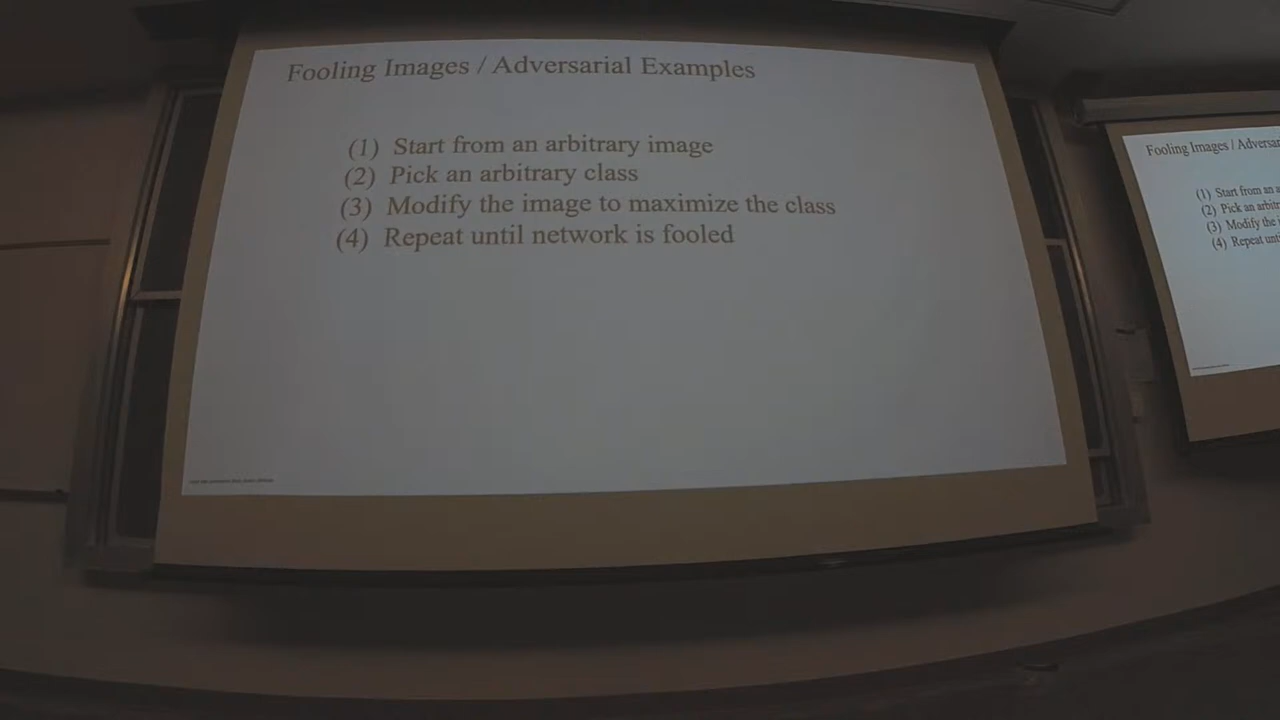 Fooling Images / Adversarial Examples
(1) Start from an arbitrary image
(2) Pick an arbitrary class
(3) Modify the image to maximize the class
(4) Repeat until network is fooled
Fooling Images / Adversar
(1) Start from an a
(2) Pick an arbitr
(3) Modify the
(4) Repeat unti